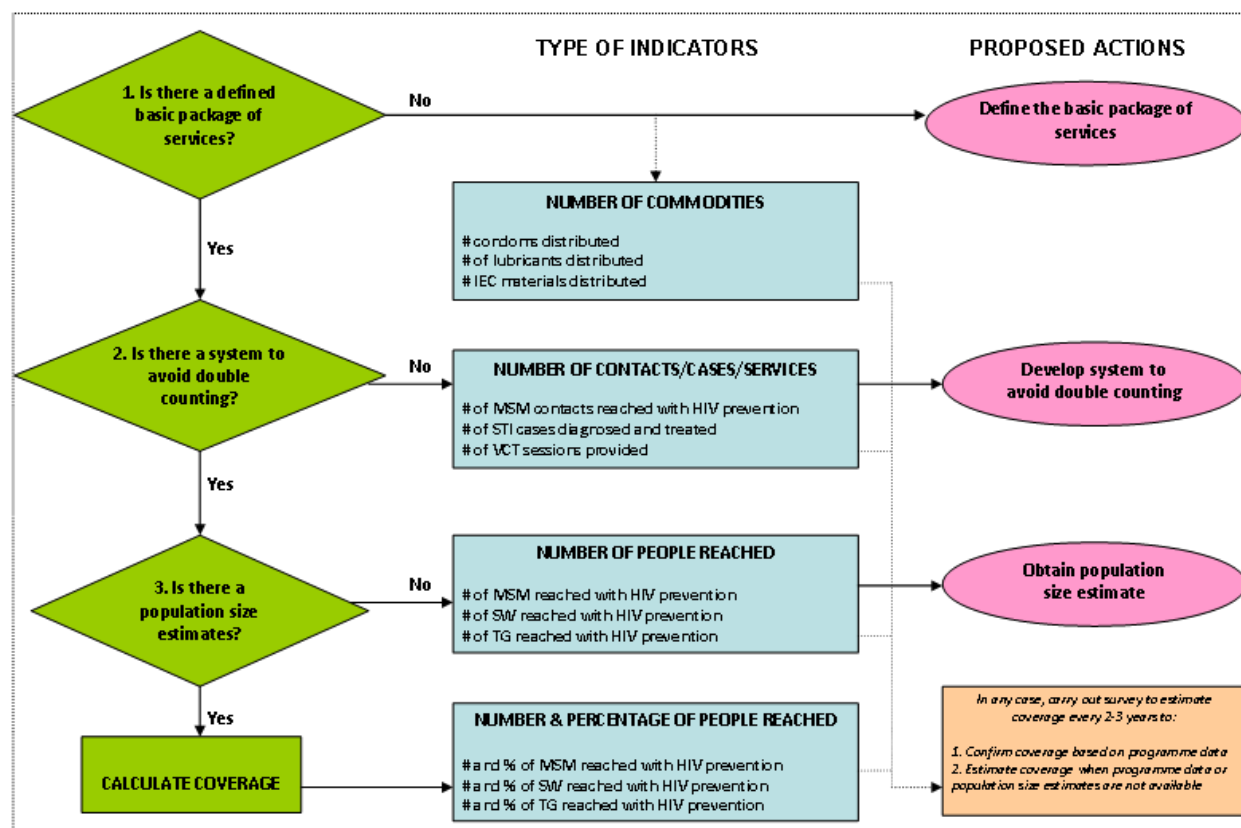 TYPE OF INDICATORS
PROPOSED ACTIONS
1. Is there a defined
basic package of
services?
No
Define the basic package of
services
NUMBER OF COMMODITIES
# condoms distributed
# of lubricants distributed
# IEC materials distributed
Yes
2. Is there a system to
avoid double
counting?
No
NUMBER OF CONTACTS/CASES/SERVICES
# of MSM contacts reached with HIV prevention
# of STI cases diagnosed and treated
# of VCT sessions provided
Develop system to
avoid double counting
Yes
3. Is there a
population size
estimates?
No
NUMBER OF PEOPLE REACHED
# of MSM reached with HIV prevention
# of SW reached with HIV prevention
# of TG reached with HIV prevention
Obtain population
size estimate
Yes
CALCULATE COVERAGE
NUMBER & PERCENTAGE OF PEOPLE REACHED
# and % of MSM reached with HIV prevention
# and % of SW reached with HIV prevention
# and % of TG reached with HIV prevention
In any case, carry out survey to estimate
coverage every 2-3 years to:
1. Confirm coverage based on programme data
2. Estimate coverage when programme data or
population size estimates are not available